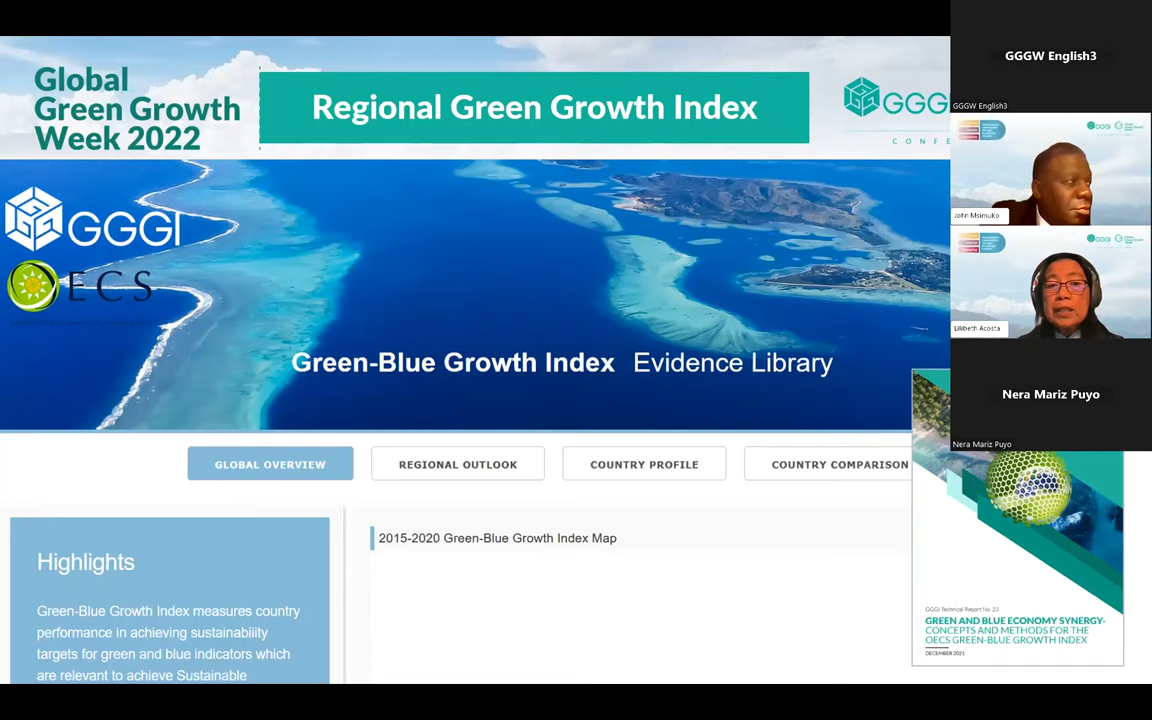 Global
Green Growth
Week 2022
Regional Green Growth Index
GGG
CONFE
GGGI
OECS
Green-Blue Growth Index Evidence Library
GLOBAL OVERVIEW
REGIONAL OUTLOOK
COUNTRY PROFILE
COUNTRY COMPARISON
Highlights
Green-Blue Growth Index measures country
performance in achieving sustainability
targets for green and blue indicators which
are relevant to achieve Sustainable
2015-2020 Green-Blue Growth Index Map
GGGW English3
GGGW English3
GGGI
John Msimuko
GGGI
Lillibeth Acosta
Nera Mariz Puyo
Nera Mariz Puyo
GGGI Technical Report No. 23
GREEN AND BLUE ECONOMY SYNERGY-
CONCEPTS AND METHODS FOR THE
OECS GREEN-BLUE GROWTH INDEX
DECEMBER 2021